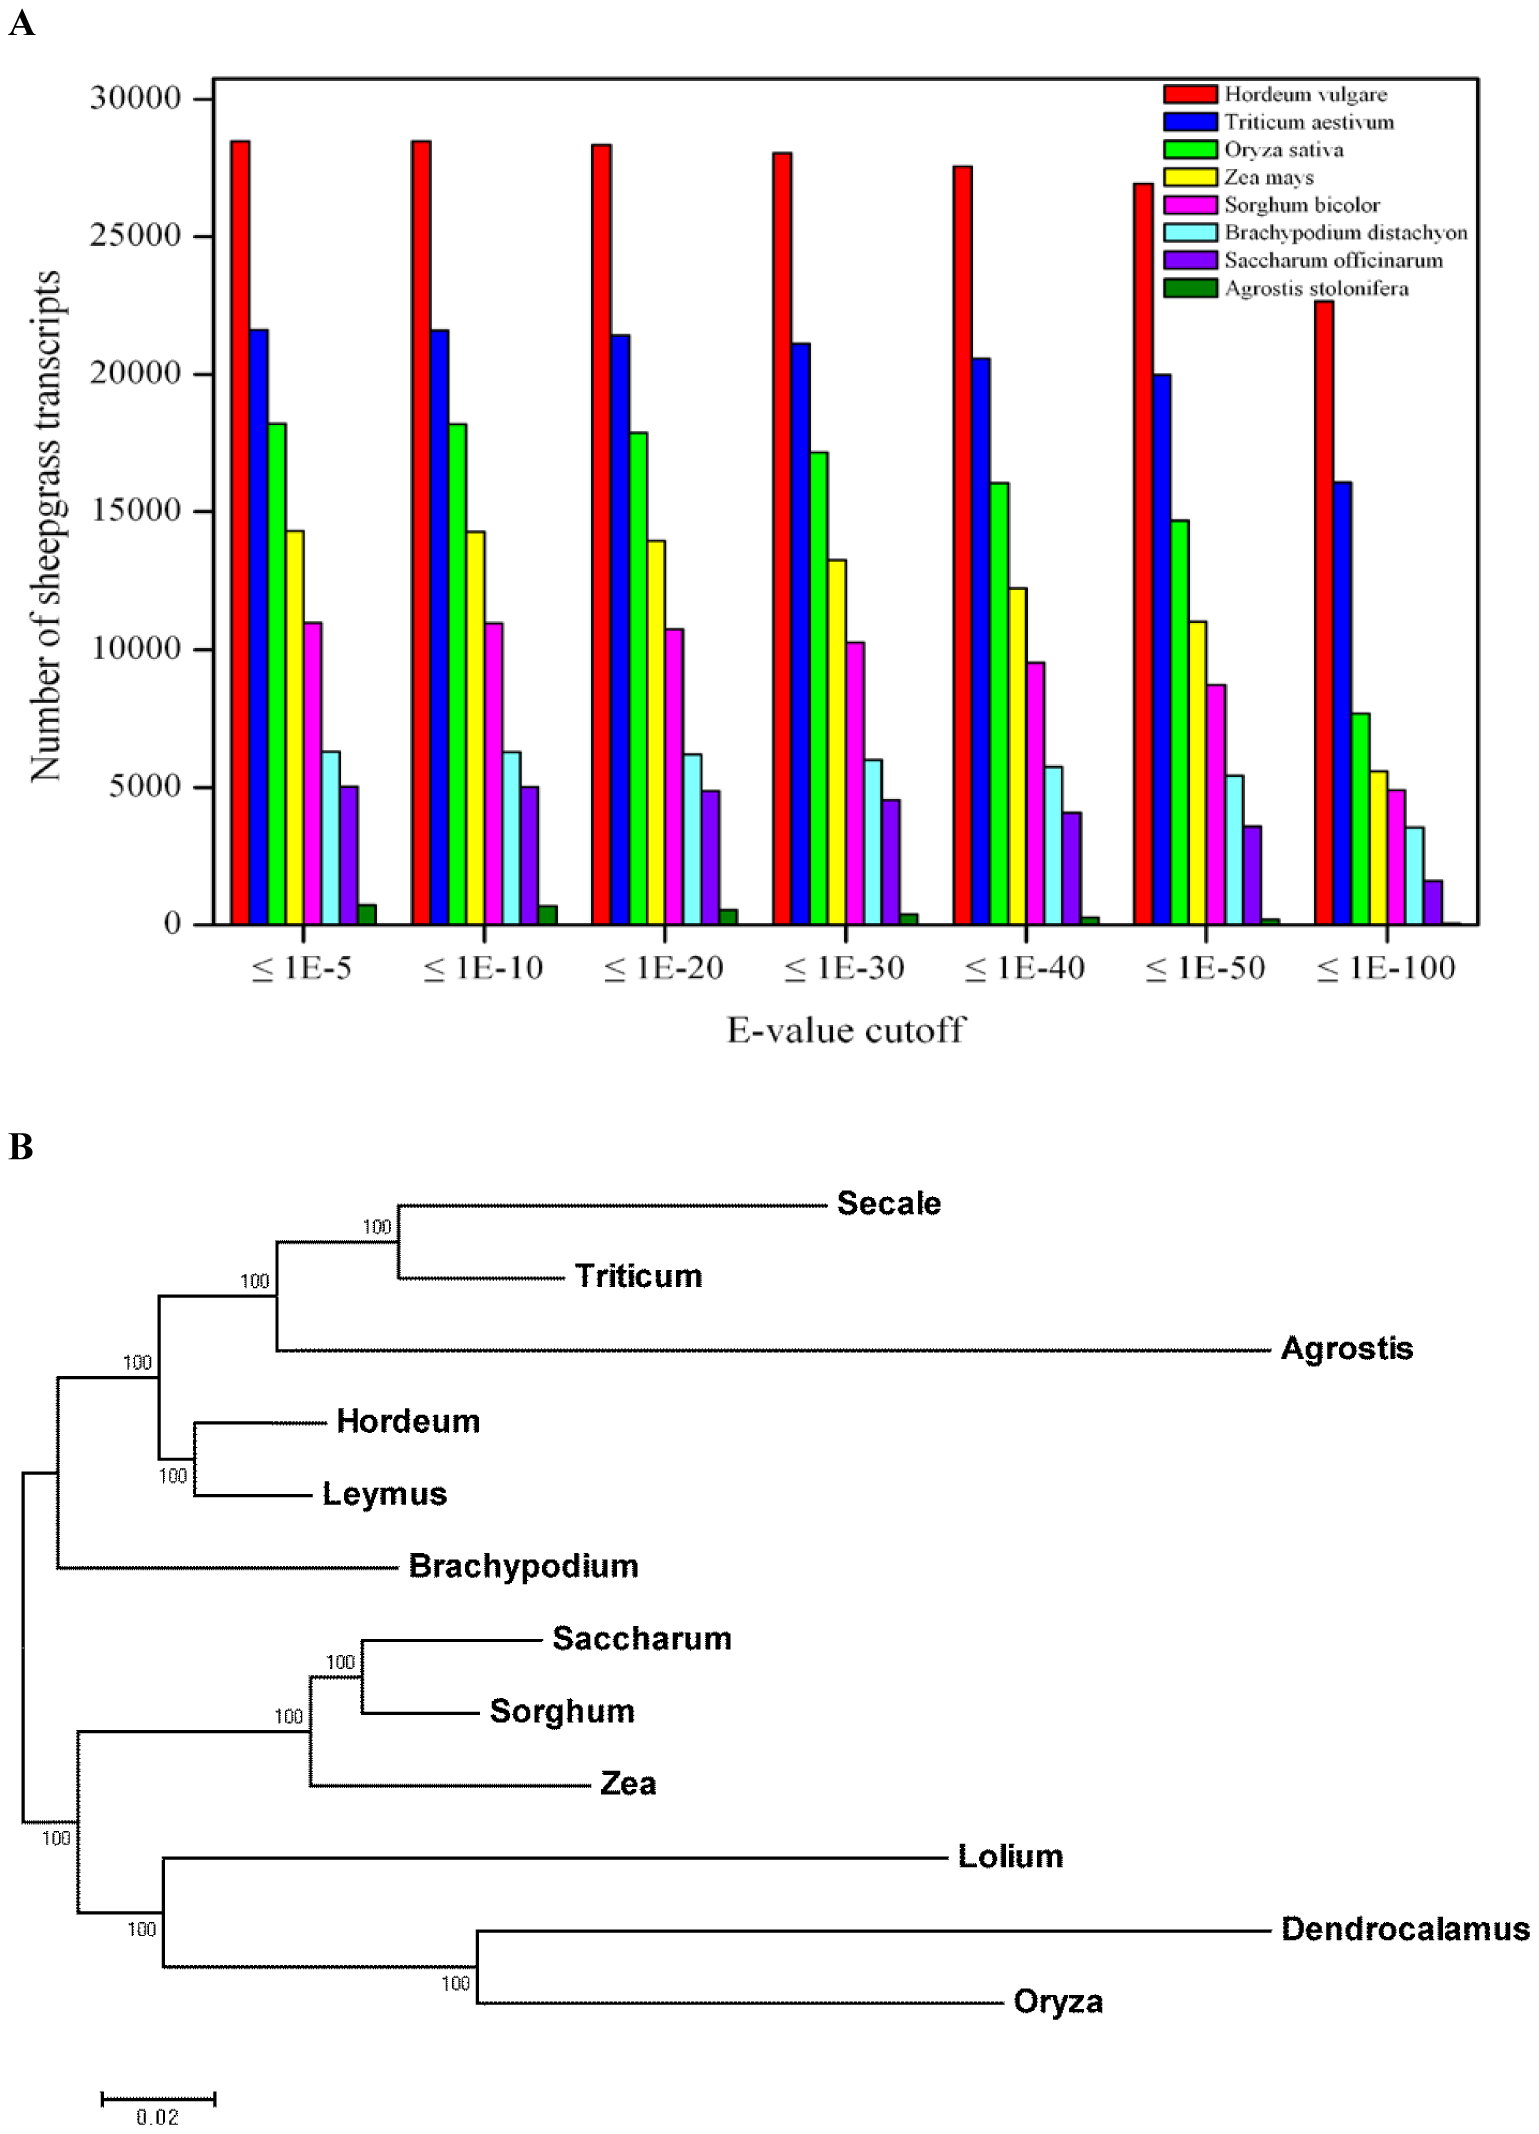 A
30000
25000
20000
15000
10000
5000
0
Number of sheepgrass transcripts
Hordeum vulgare
Triticum aestivum
Oryza sativa
Zea mays
Sorghum bicolor
Brachypodium distachyon
Saccharum officinarum
Agrostis stolonifera
≤ 1E-5 ≤ 1E-10 ≤ 1E-20 ≤ 1E-30 ≤ 1E-40 ≤ 1E-50 ≤ 1E-100
E-value cutoff
B
Secale
100
Triticum
100
Agrostis
100
Hordeum
100
Leymus
Brachypodium
Saccharum
100
Sorghum
100
Zea
100
Lolium
100
Dendrocalamus
100
Oryza
0.02